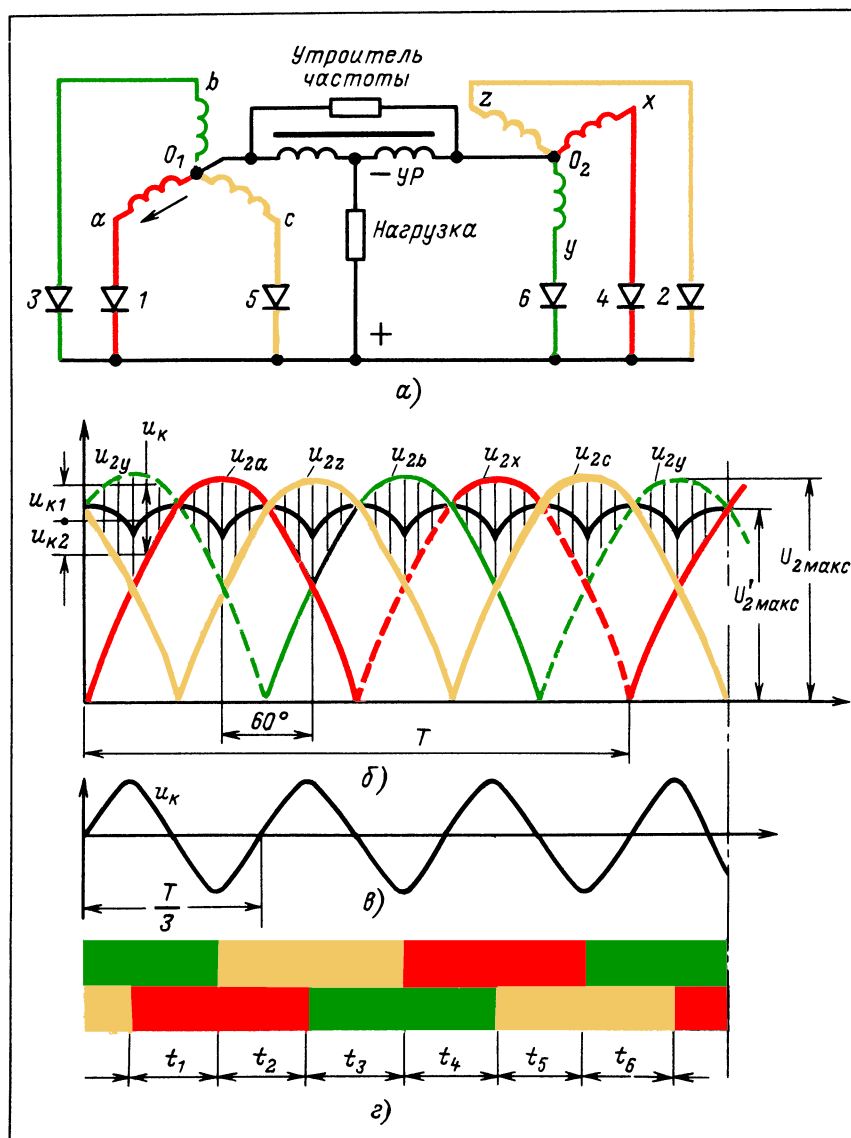 Утроитель
частоты
b
z
x
O₁
O₂
a
c
– УР
y
Нагрузка
3
1
5
6
4
2
+
а)
uк
u2y
u2a
u2z
u2b
u2x
u2c
u2y
uк1
uк2
U2макс
U'2макс
60°
T
б)
uк
T
3
в)
t₁
t₂
t₃
t₄
t₅
t₆
г)